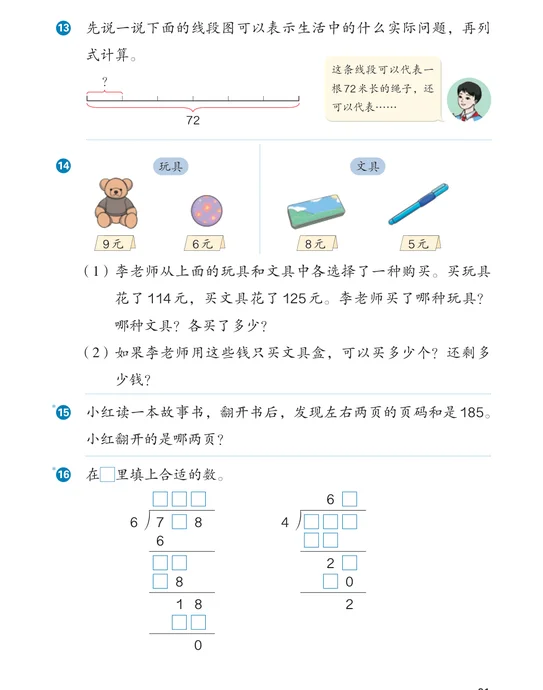 13 先说一说下面的线段图可以表示生活中的什么实际问题，再列
式计算。
?
72
这条线段可以代表一
根72米长的绳子，还
可以代表……
14 玩具 文具
9元 6元 8元 5元
（1）李老师从上面的玩具和文具中各选择了一种购买。买玩具
花了114元，买文具花了125元。李老师买了哪种玩具？
哪种文具？各买了多少？
（2）如果李老师用这些钱只买文具盒，可以买多少个？还剩多
少钱？
*15 小红读一本故事书，翻开书后，发现左右两页的页码和是185。
小红翻开的是哪两页？
*16 在□里填上合适的数。
□□□ 6□
6 7□8 4 □□□
6 □□
□□ 2□
□8 □0
18 2
□□
0